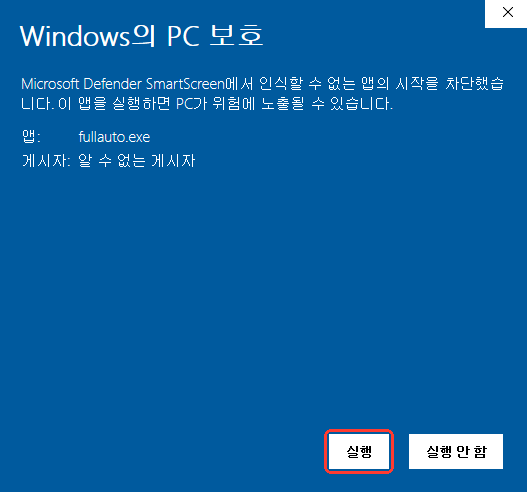 Windows의 PC 보호
Microsoft Defender SmartScreen에서 인식할 수 없는 앱의 시작을 차단했습
니다. 이 앱을 실행하면 PC가 위험에 노출될 수 있습니다.
앱: fullauto.exe
게시자: 알 수 없는 게시자
실행 실행 안 함